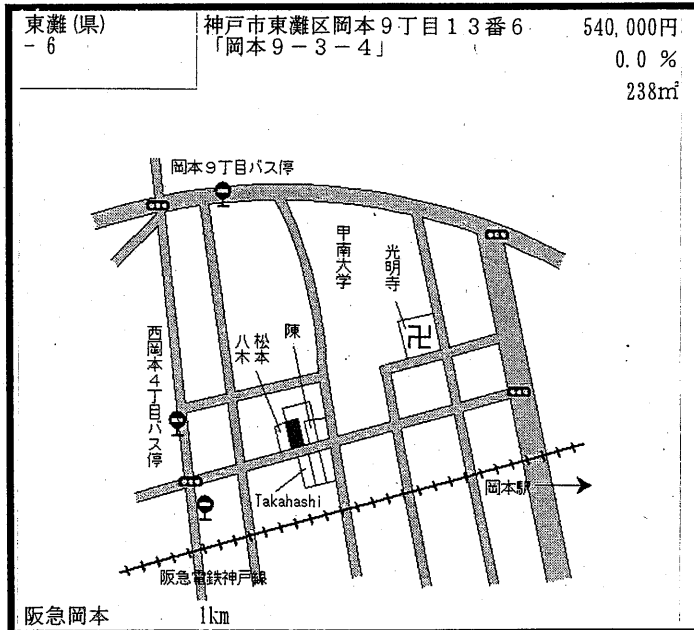 東灘(県)
- 6
神戸市東灘区岡本9丁目13番6
「岡本9-3-4」
540,000円
0.0 %
238㎡
岡本9丁目バス停
甲南大学
光明寺
卍
西岡本4丁目バス停
八木
松本
陳
Takahashi
岡本駅
阪急電鉄神戸線
阪急岡本
1km